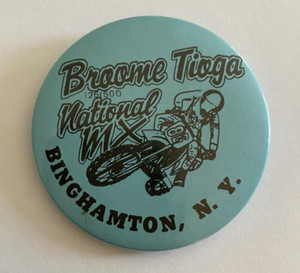 Broome Tioga
125/500
National
MX
BINGHAMTON, N. Y.